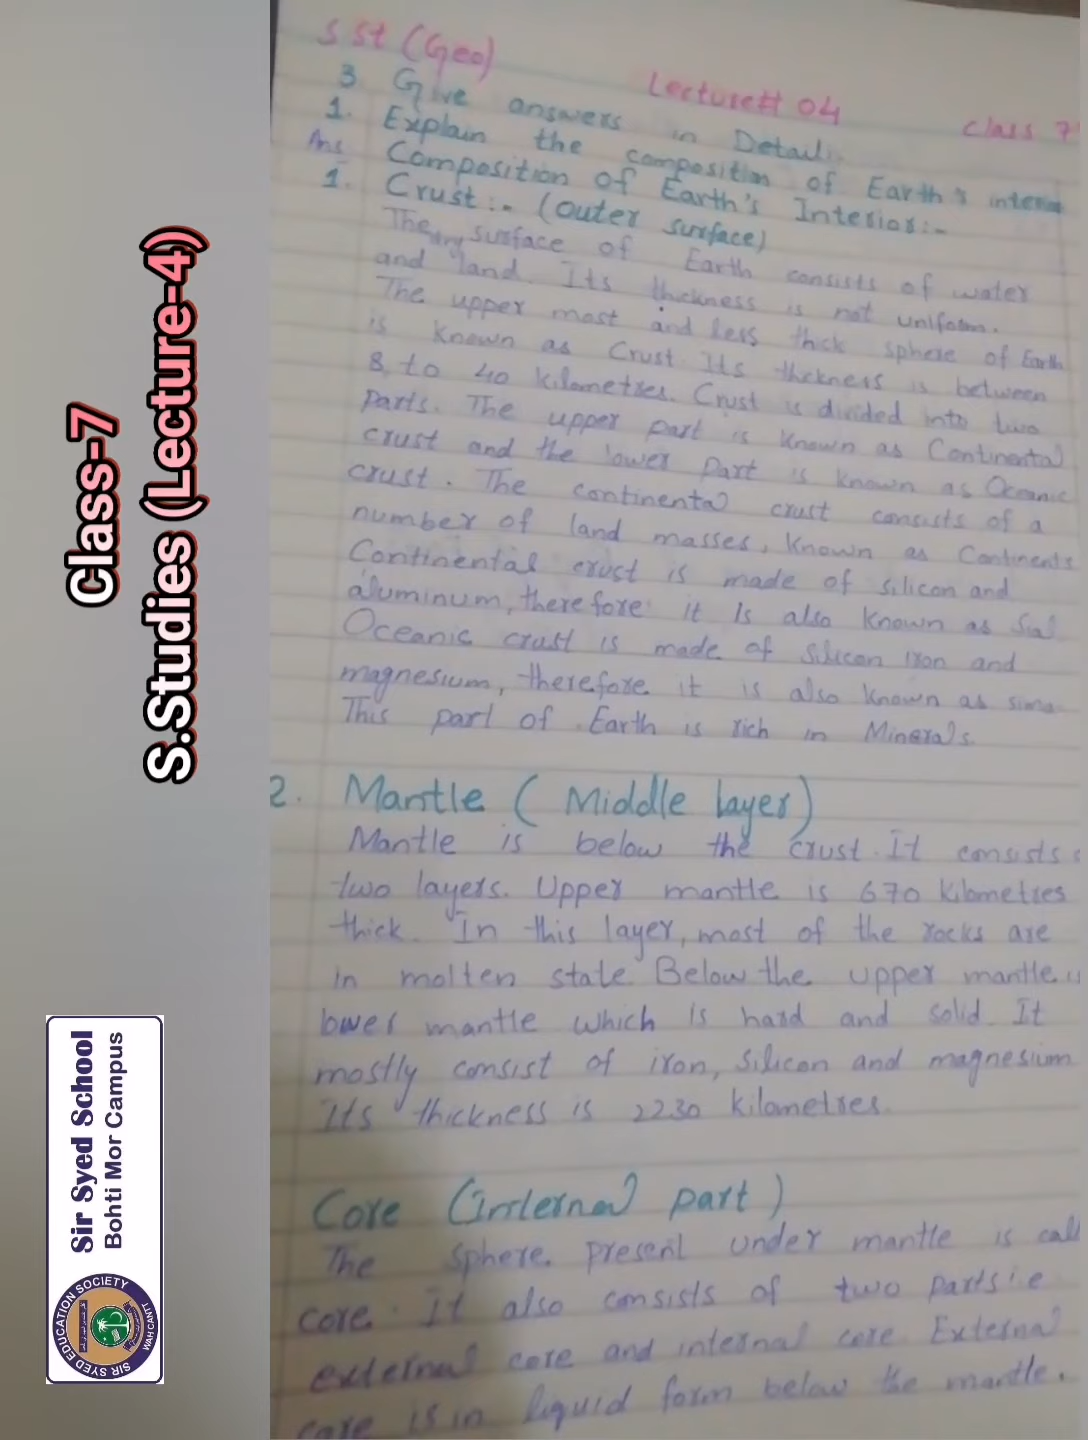 Class-7
S.Studies (Lecture-4)
Sir Syed School
Bohti Mor Campus
SIR SYED EDUCATION SOCIETY
WAH CANTT
S St (Geo)
Lecture# 04
Class 7
3 Give answers in Detail.
1. Explain the composition of Earth's interior
Ans Composition of Earth's Interior:-
1. Crust:- (outer surface)
The dry surface of Earth consists of water
and land. Its thickness is not uniform.
The upper most and less thick sphere of Earth
is known as Crust. Its thickness is between
8 to 40 kilometres. Crust is divided into two
parts. The upper part is known as Continental
crust and the lower part is known as Oceanic
crust. The continental crust consists of a
number of land masses, known as Continents
Continental crust is made of silicon and
aluminum, therefore it is also known as Sial
Oceanic crust is made of Silicon iron and
magnesium, therefore it is also known as sima
This part of Earth is rich in Minerals.
2. Mantle ( Middle layer)
Mantle is below the crust. It consists
two layers. Upper mantle is 670 kilometres
thick. In this layer, most of the rocks are
in molten state Below the upper mantle is
lower mantle which is hard and solid. It
mostly consist of iron, Silicon and magnesium
Its thickness is 2230 kilometres.
Core (internal part)
The sphere present under mantle is call
core. It also consists of two parts i.e
external core and internal core. External
core is in liquid form below the mantle.